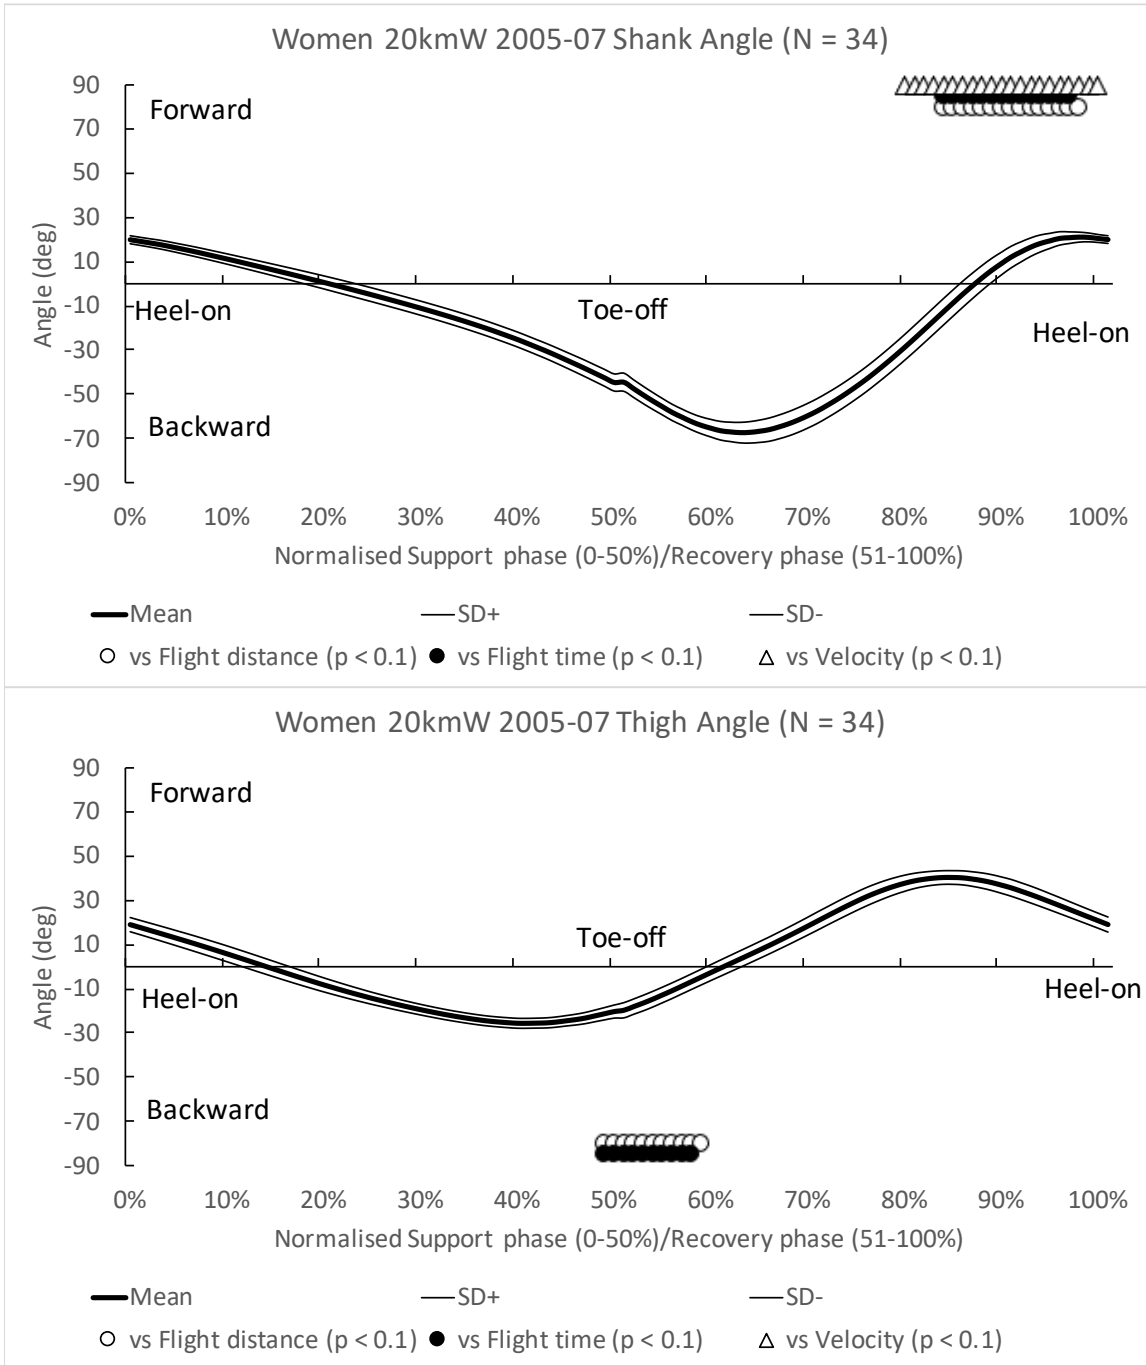 Women 20kmW 2005-07 Shank Angle (N = 34)
90
Forward
70
50
30
10
-10
Heel-on
Toe-off
-30
Heel-on
-50
Backward
-70
-90
Angle (deg)
0% 10% 20% 30% 40% 50% 60% 70% 80% 90% 100%
Normalised Support phase (0-50%)/Recovery phase (51-100%)
Mean SD+ SD-
vs Flight distance (p < 0.1) vs Flight time (p < 0.1) vs Velocity (p < 0.1)
Women 20kmW 2005-07 Thigh Angle (N = 34)
90
Forward
70
50
30
Toe-off
10
-10
Heel-on
Heel-on
-30
-50
Backward
-70
-90
Angle (deg)
0% 10% 20% 30% 40% 50% 60% 70% 80% 90% 100%
Normalised Support phase (0-50%)/Recovery phase (51-100%)
Mean SD+ SD-
vs Flight distance (p < 0.1) vs Flight time (p < 0.1) vs Velocity (p < 0.1)